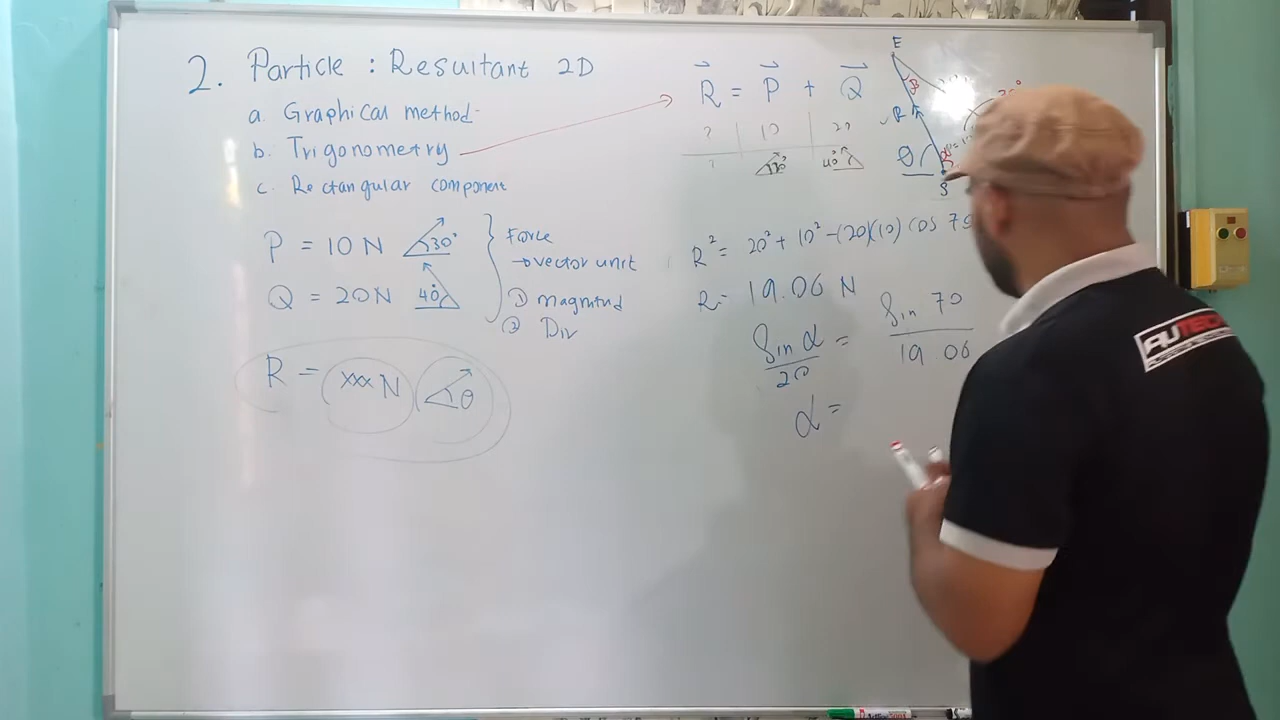 2. Particle : Resultant 2D
a. Graphical method
b. Trigonometry
c. Rectangular component
P = 10 N 30°
Q = 20 N 40°
Force
→ vector unit
① magnitud
② Dir
R = xxx N θ
R = P + Q
? 10 20
? 30° 40°
R² = 20² + 10² - (20)(10) cos 70
R = 19.06 N
Sin α = Sin 70
20 19 06
α =
E
R
θ
S